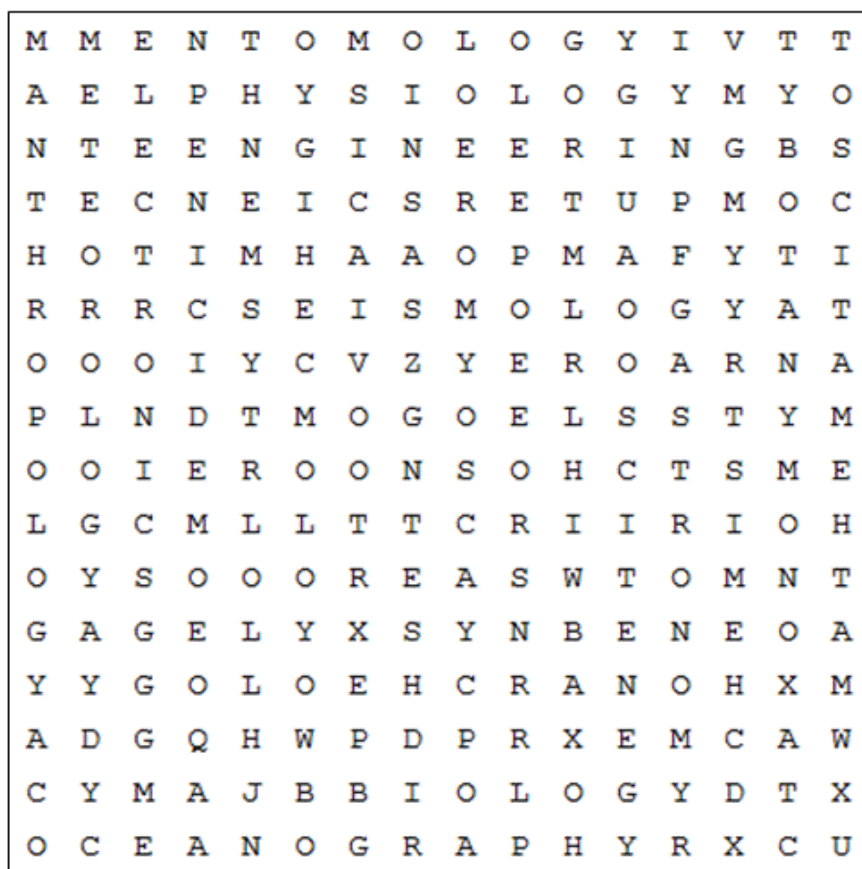 M M E N T O M O L O G Y I V T T
A E L P H Y S I O L O G Y M Y O
N T E E N G I N E E R I N G B S
T E C N E I C S R E T U P M O C
H O T I M H A A O P M A F Y T I
R R R C S E I S M O L O G Y A T
O O O I Y C V Z Y E R O A R N A
P L N D T M O G O E L S S T Y M
O O I E R O O N S O H C T S M E
L G C M L L T T C R I I R I O H
O Y S O O O R E A S W T O M N T
G A G E L Y X S Y N B E N E O A
Y Y G O L O E H C R A N O H X M
A D G Q H W P D P R X E M C A W
C Y M A J B B I O L O G Y D T X
O C E A N O G R A P H Y R X C U